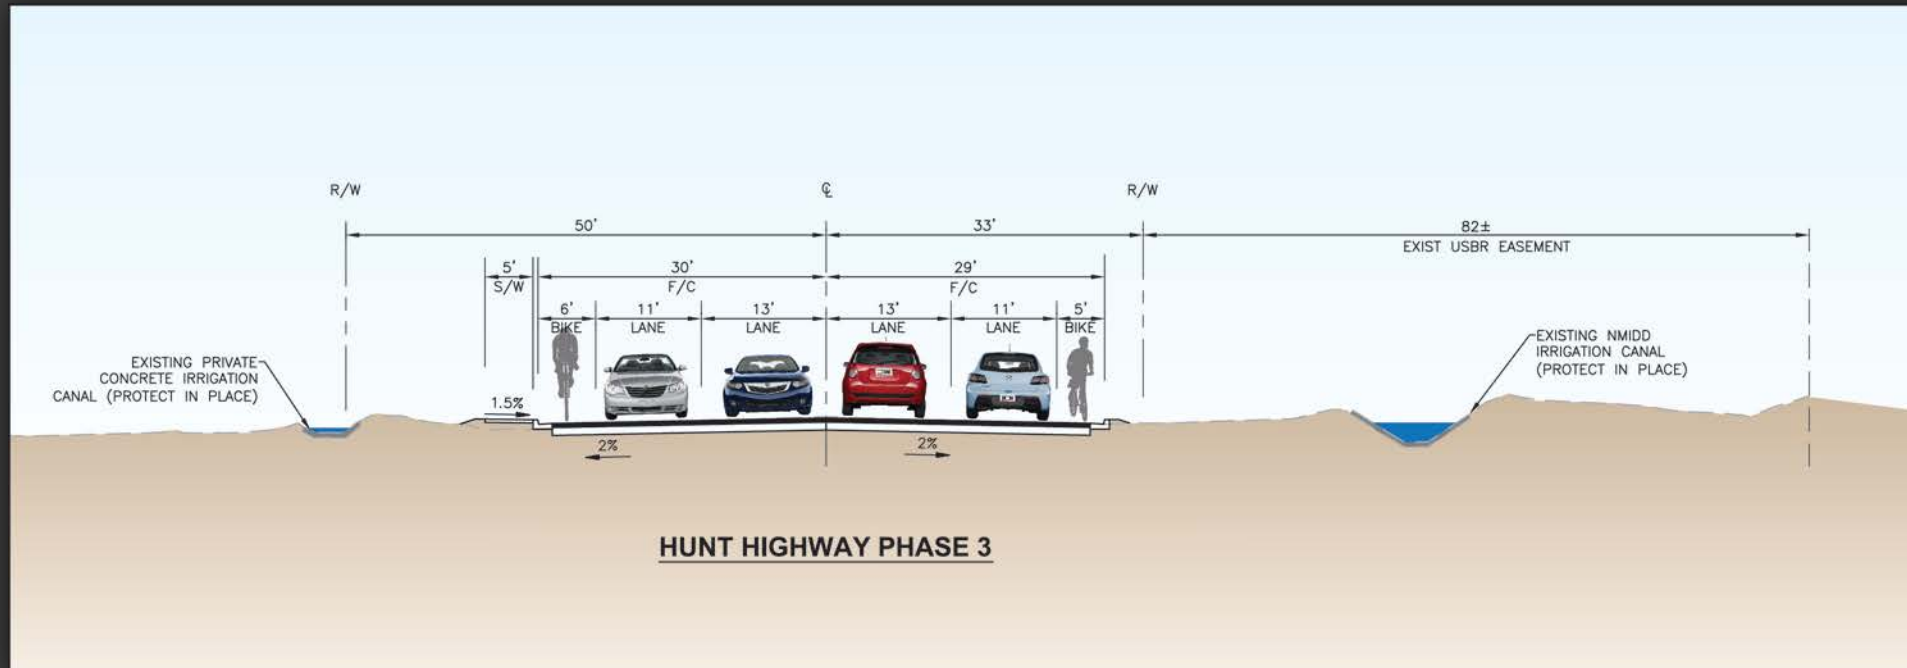 R/W
℄
R/W
50'
33'
82±
EXIST USBR EASEMENT
5'
S/W
30'
F/C
29'
F/C
6'
BIKE
11'
LANE
13'
LANE
13'
LANE
11'
LANE
5'
BIKE
EXISTING PRIVATE
CONCRETE IRRIGATION
CANAL (PROTECT IN PLACE)
EXISTING NMIDD
IRRIGATION CANAL
(PROTECT IN PLACE)
1.5%
2%
2%
HUNT HIGHWAY PHASE 3